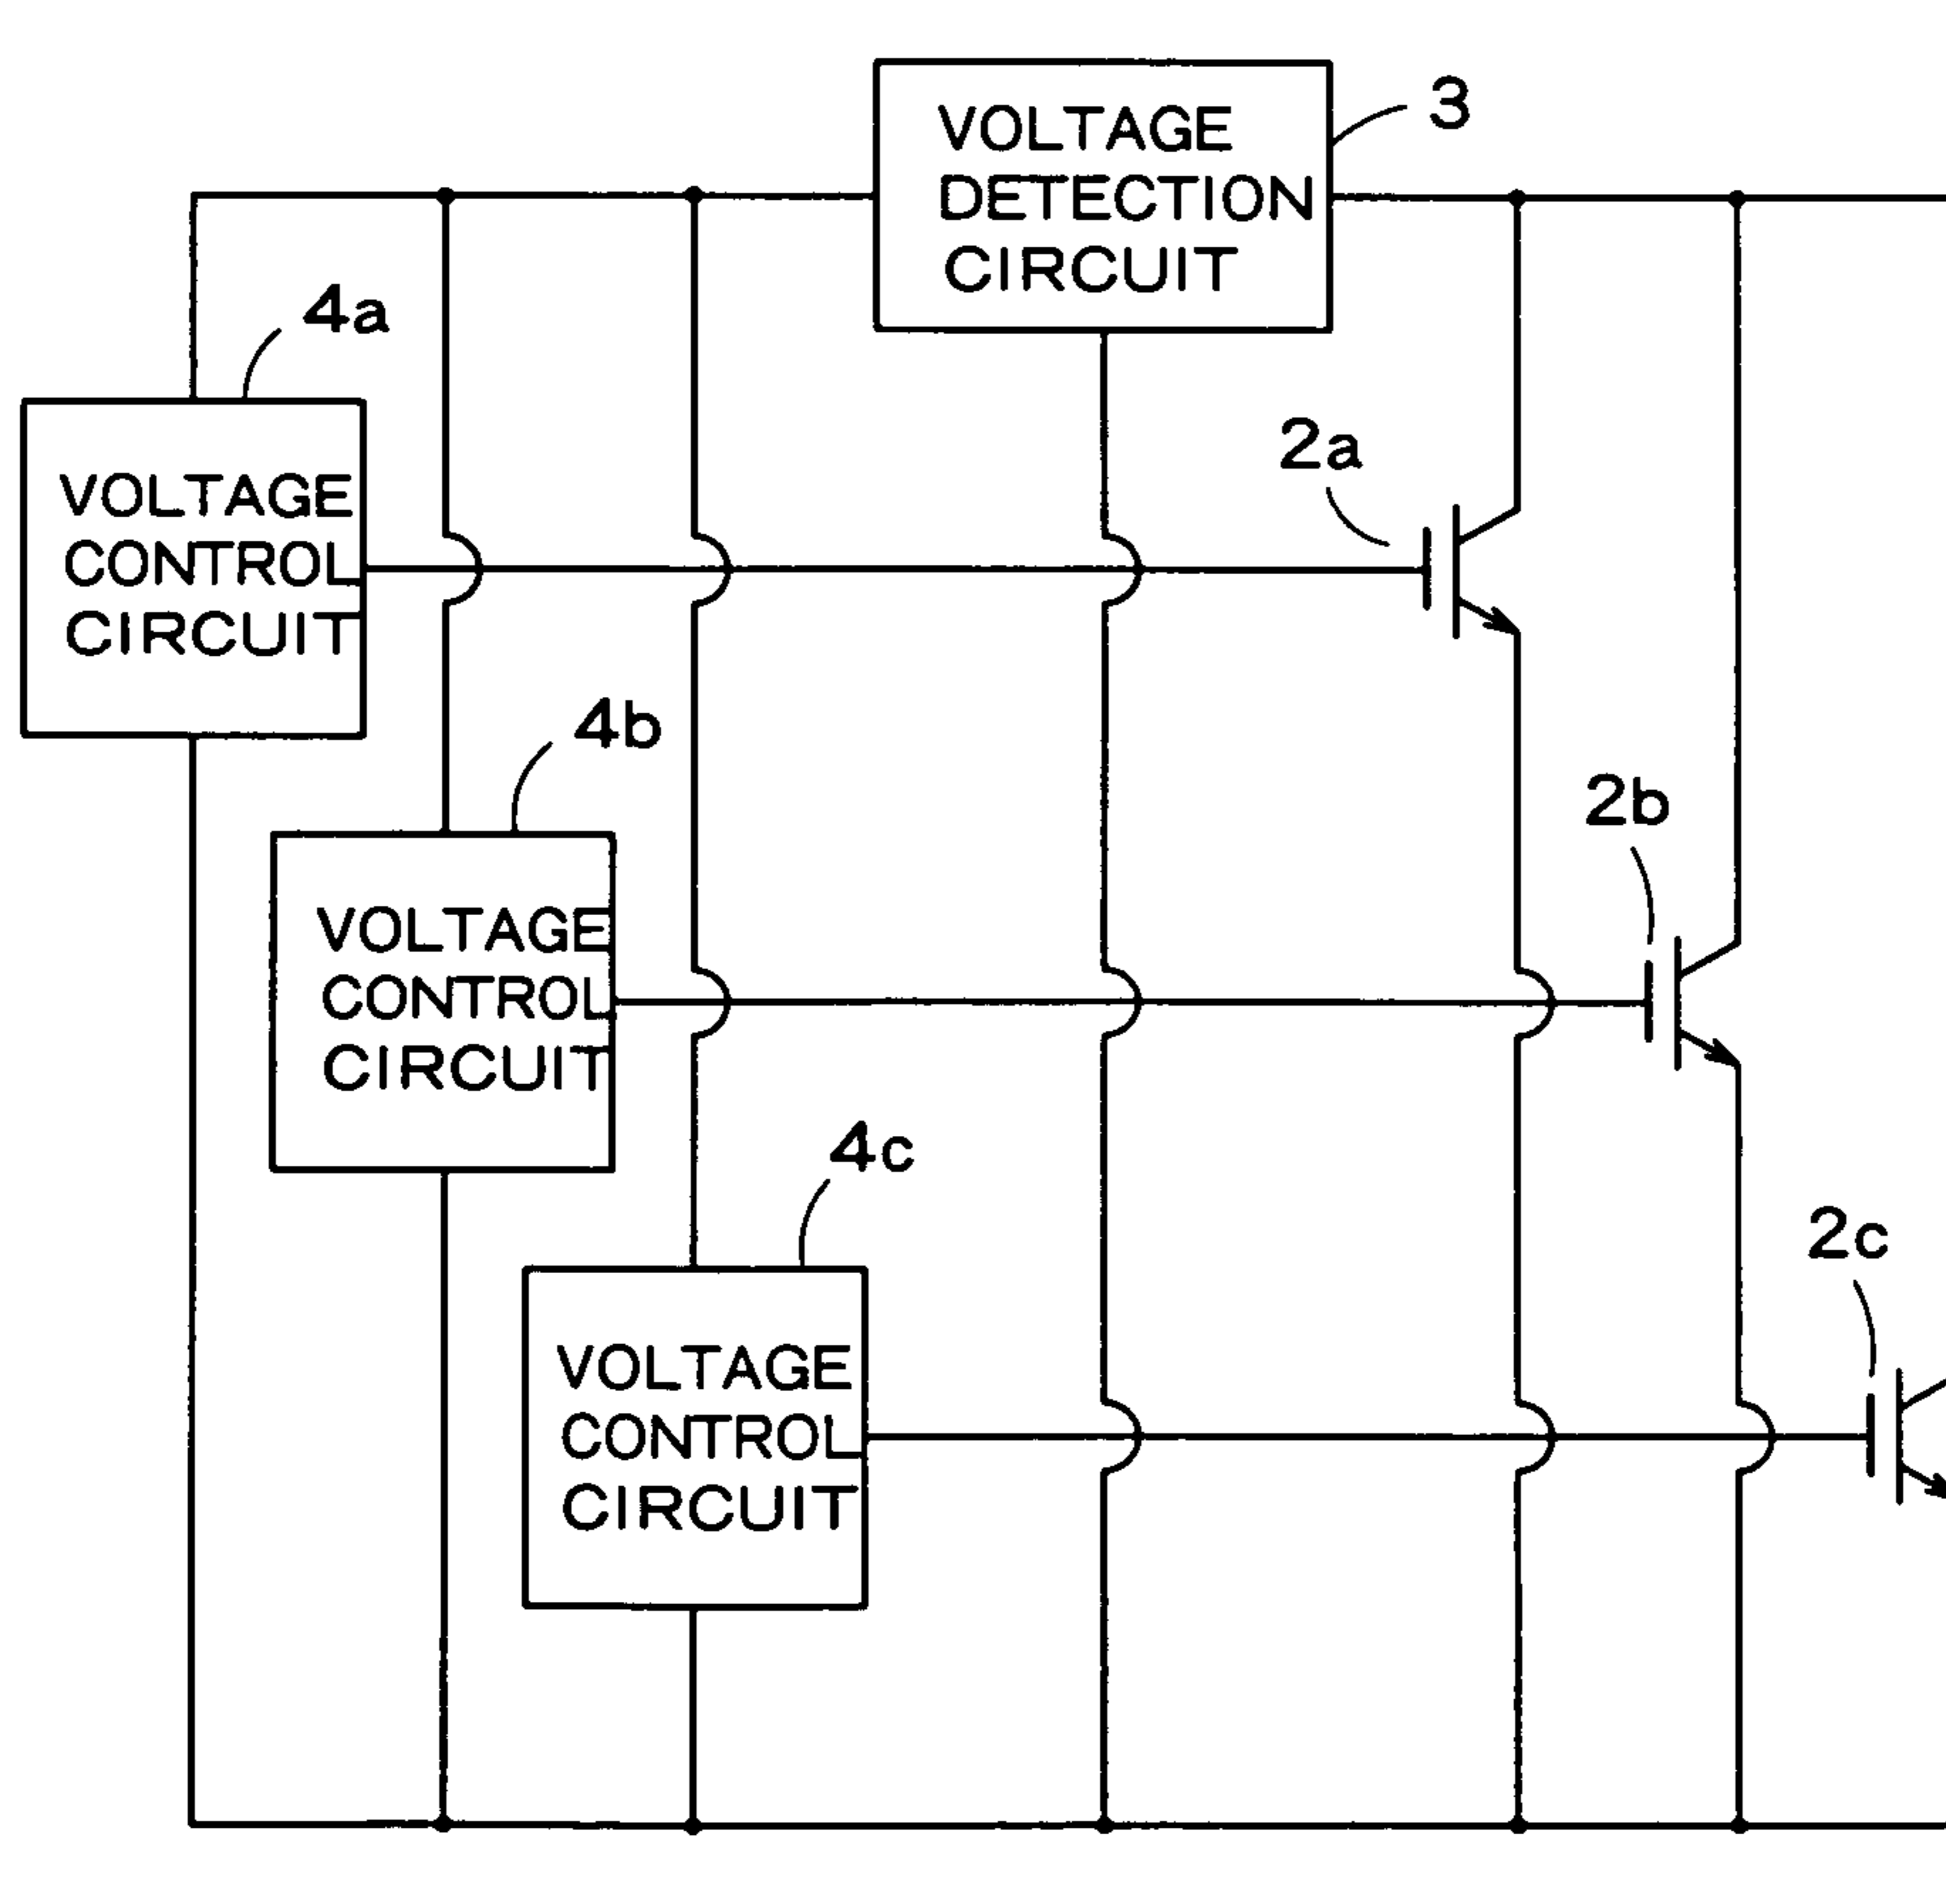 VOLTAGE
DETECTION
CIRCUIT
3
4a
VOLTAGE
CONTROL
CIRCUIT
2a
4b
VOLTAGE
CONTROL
CIRCUIT
2b
4c
VOLTAGE
CONTROL
CIRCUIT
2c